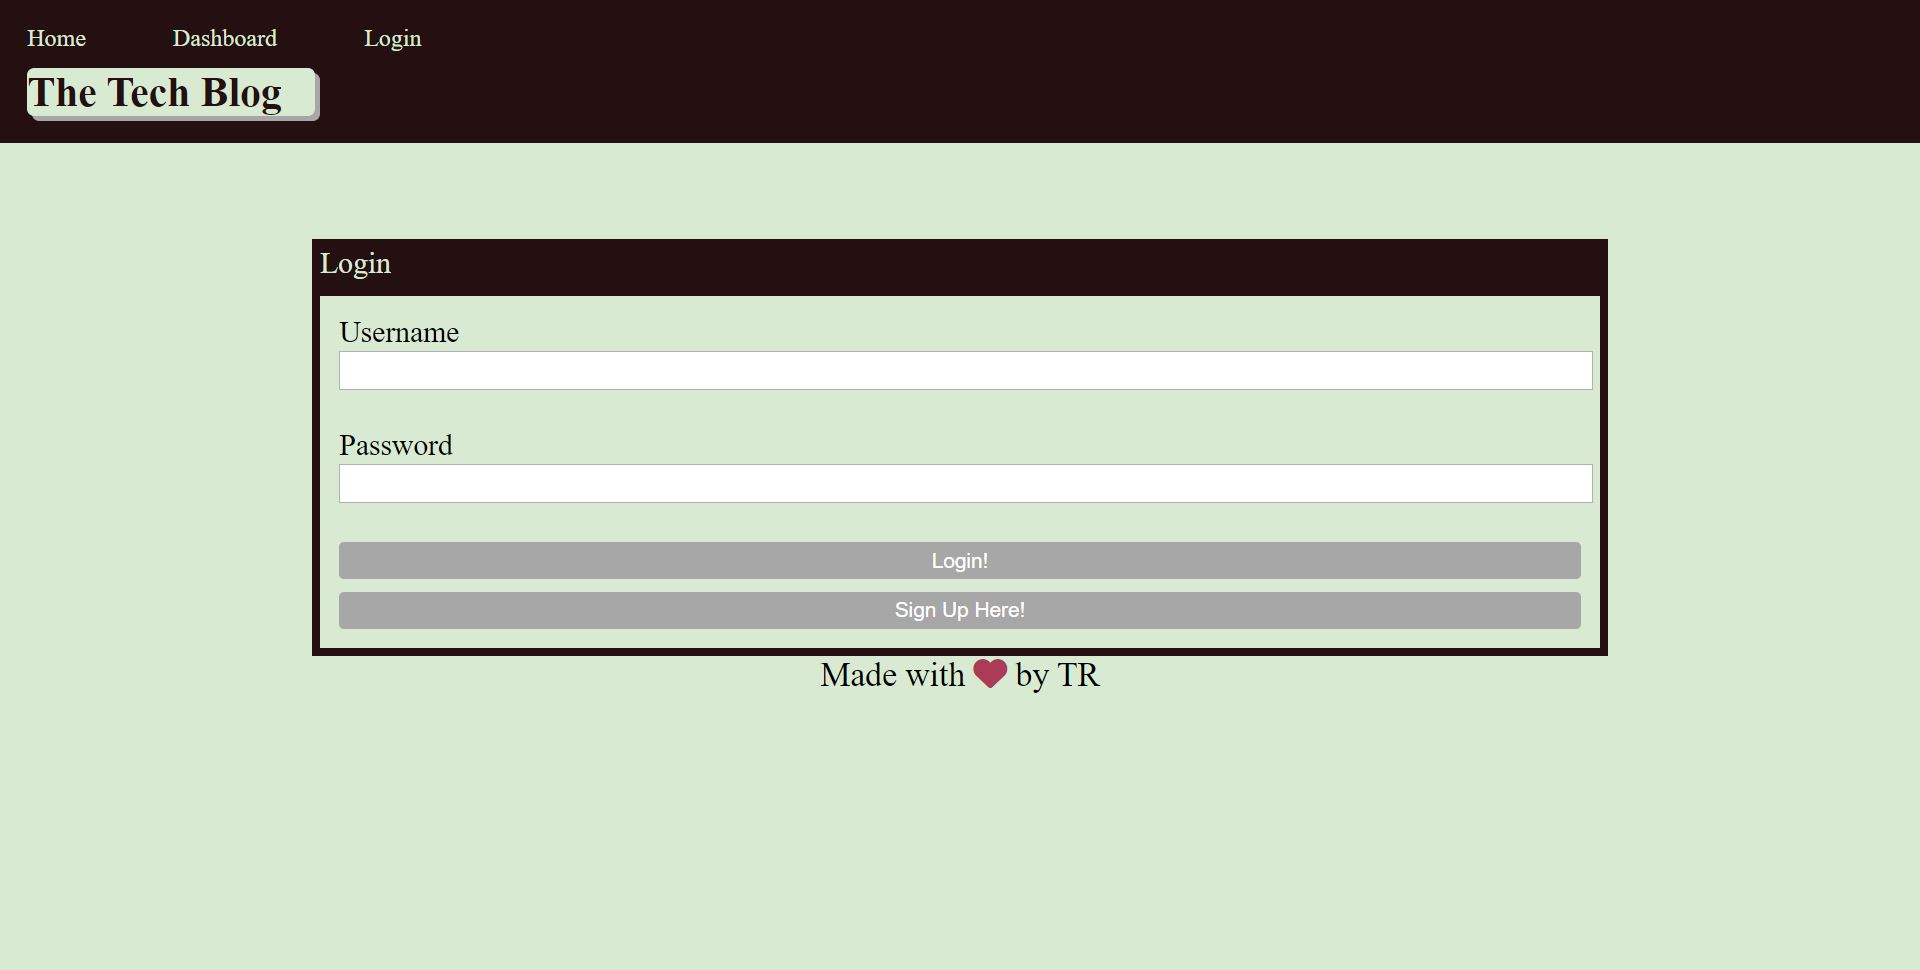 Home Dashboard Login
The Tech Blog
Login
Username
Password
Login!
Sign Up Here!
Made with by TR